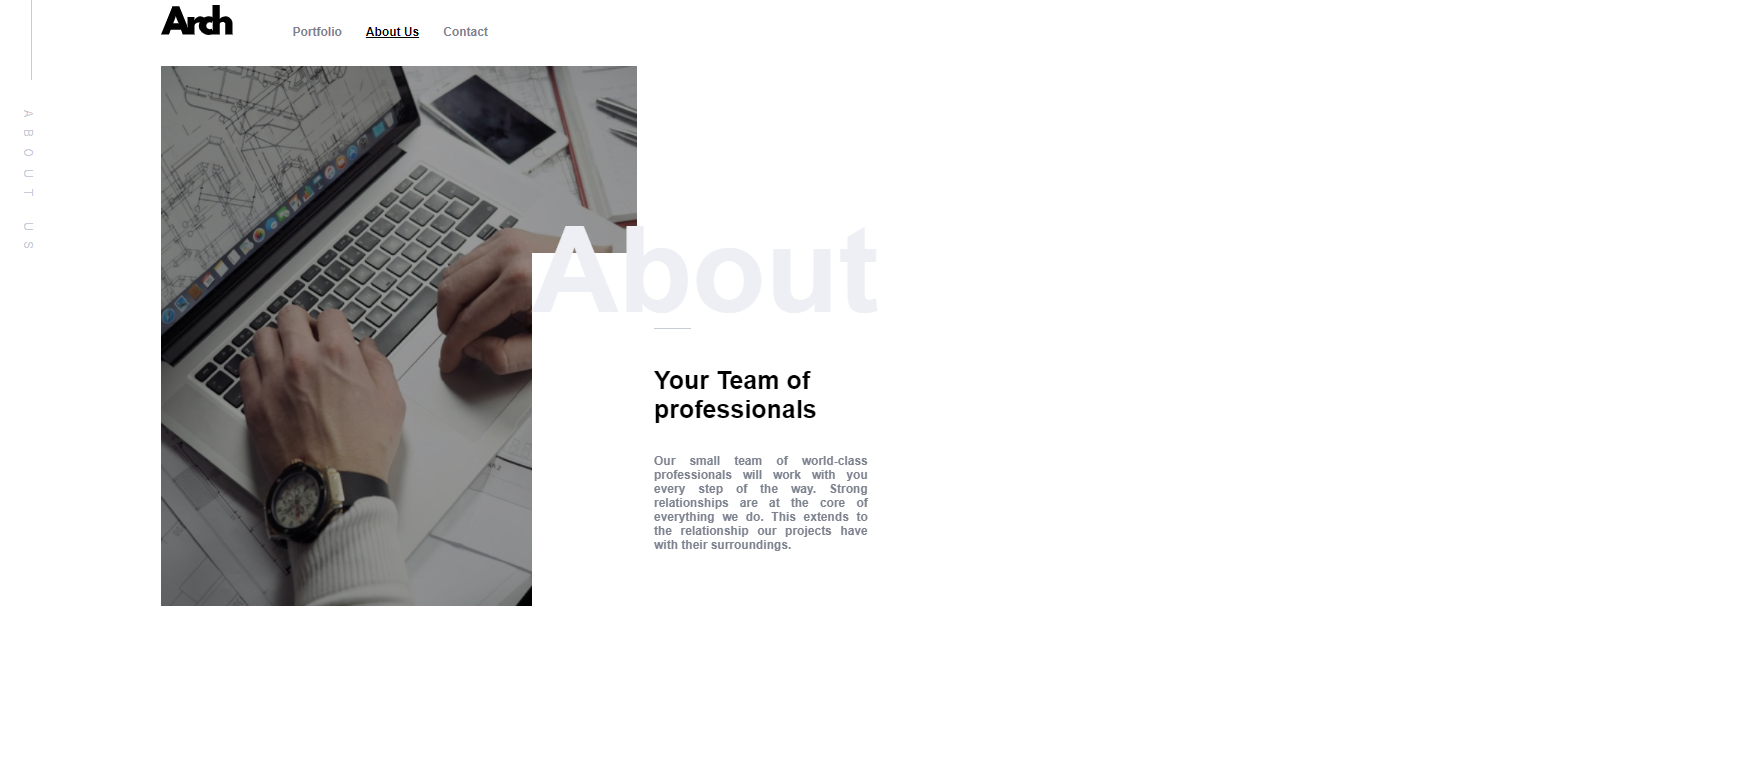 Arch
Portfolio
About Us
Contact
ABOUT US
About
Your Team of
professionals
Our small team of world-class
professionals will work with you
every step of the way. Strong
relationships are at the core of
everything we do. This extends to
the relationship our projects have
with their surroundings.